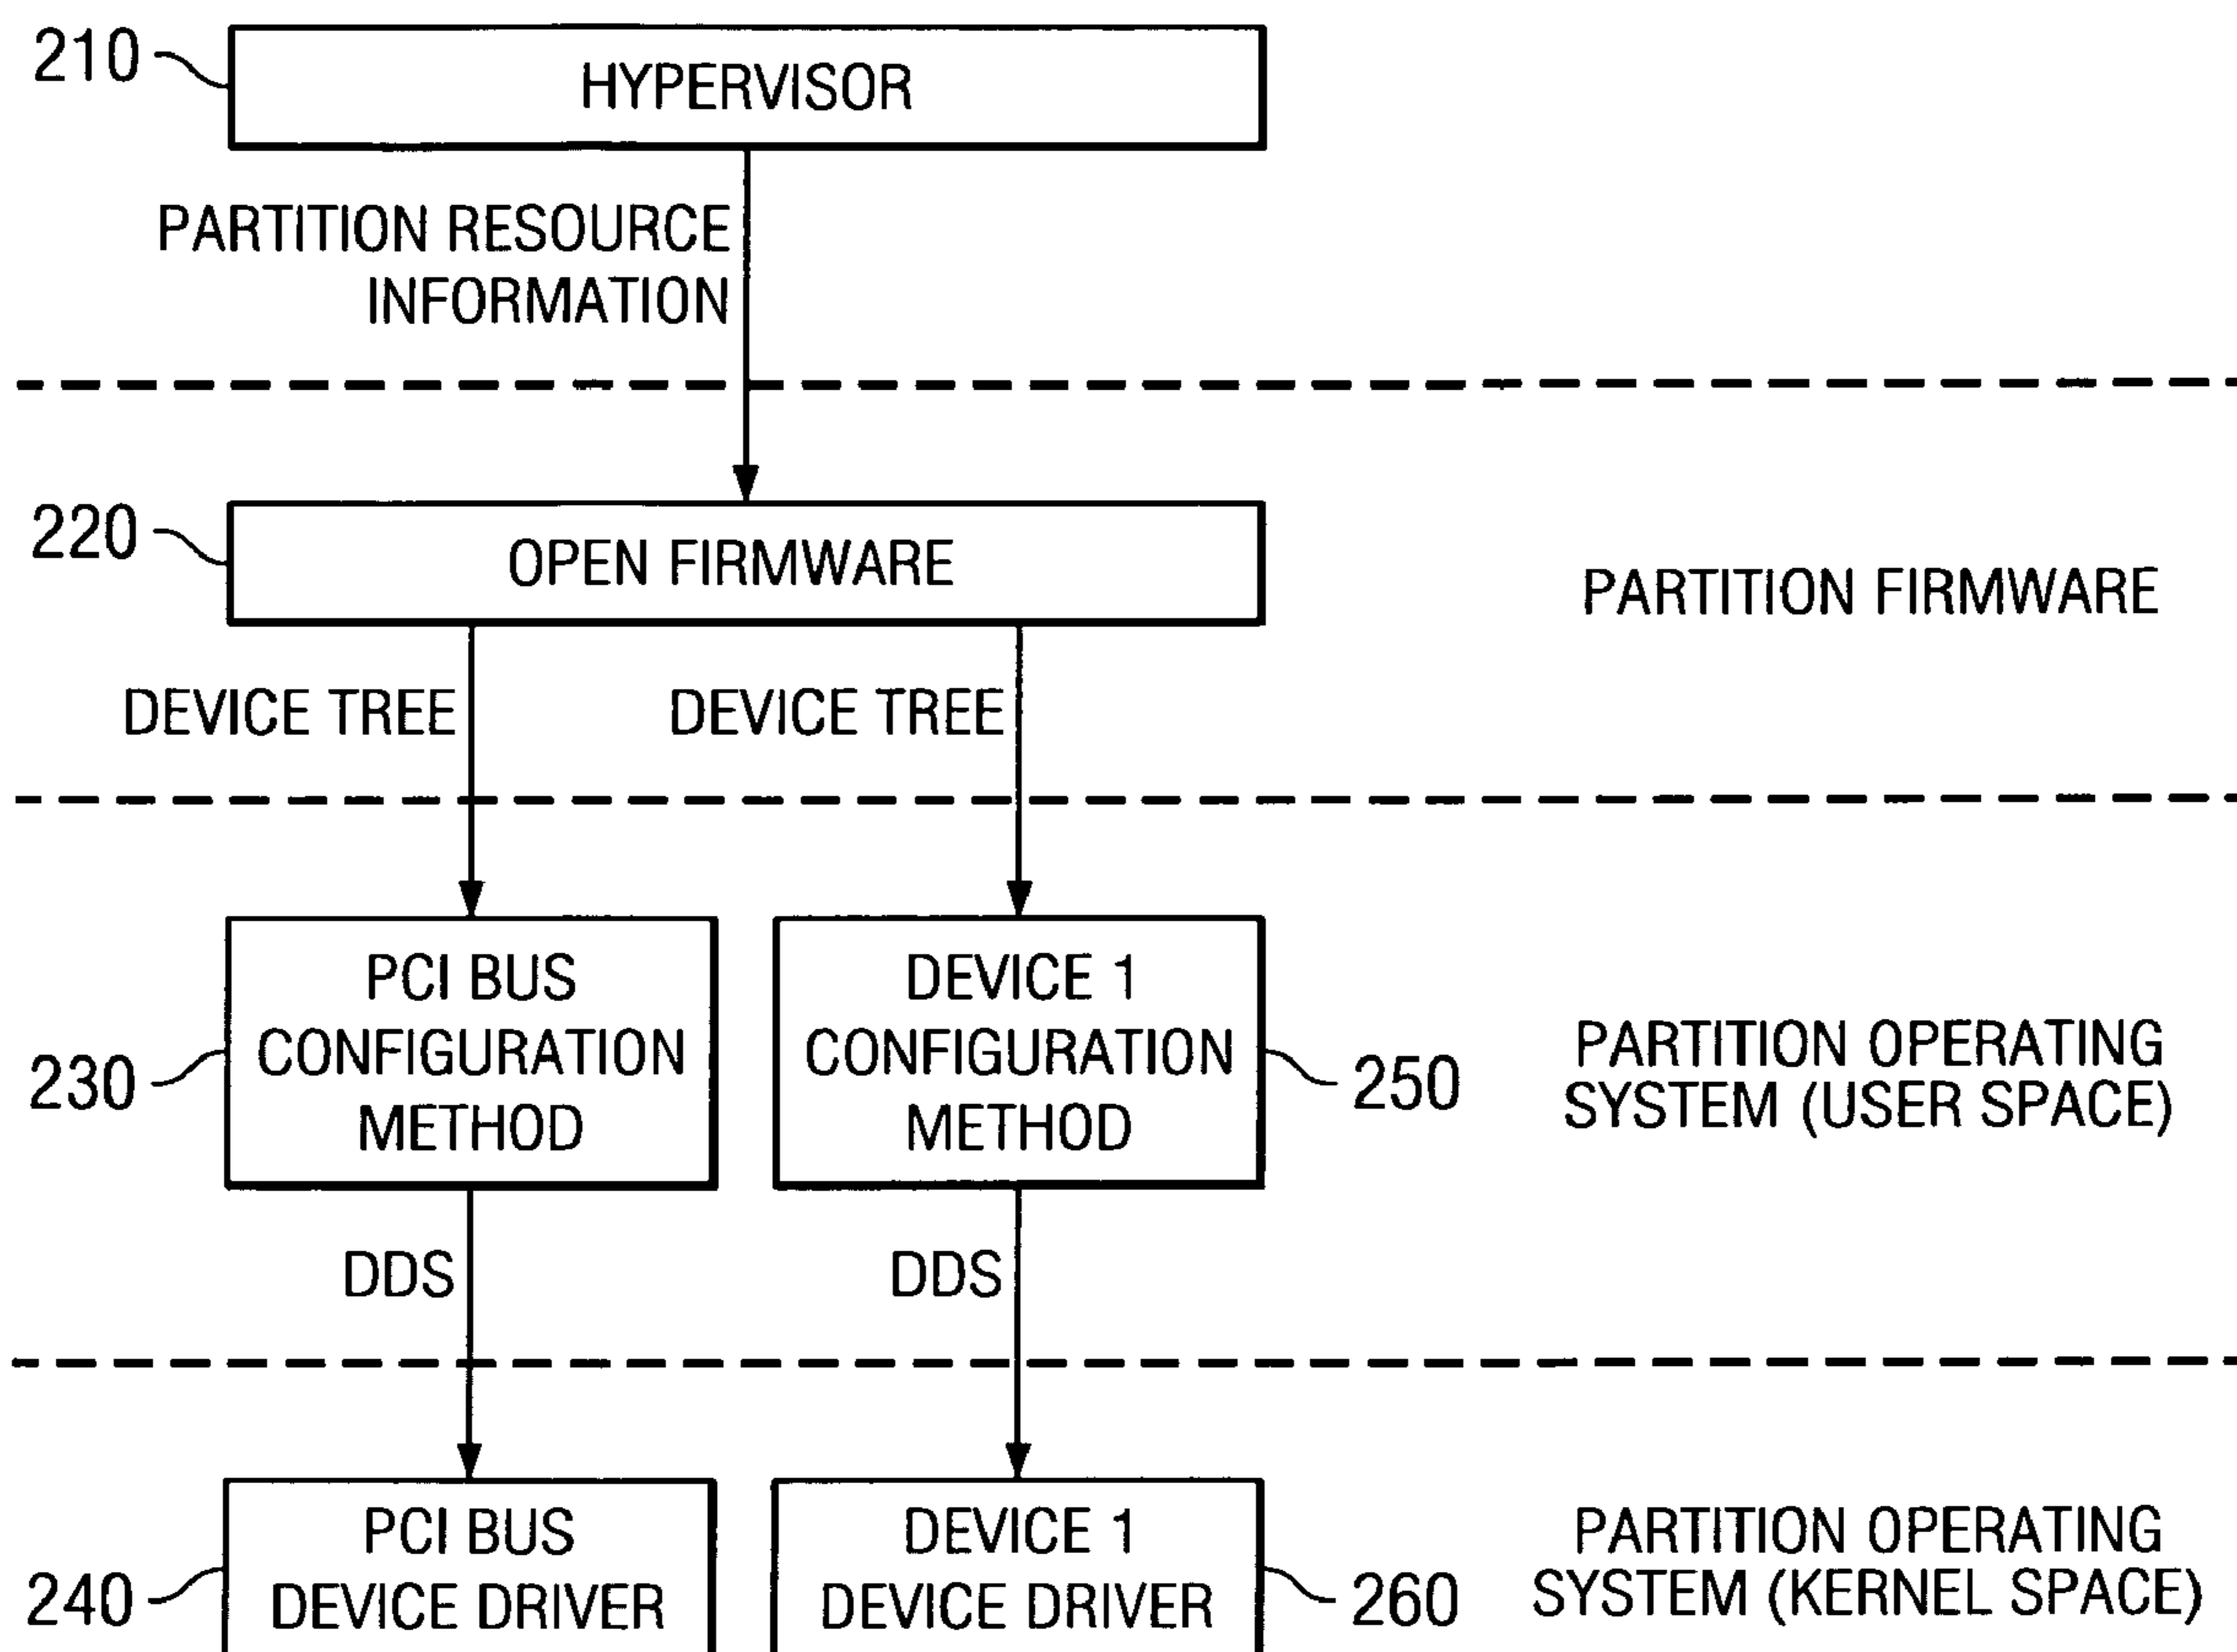 210
HYPERVISOR
PARTITION RESOURCE
INFORMATION
220
OPEN FIRMWARE
PARTITION FIRMWARE
DEVICE TREE
DEVICE TREE
230
PCI BUS
CONFIGURATION
METHOD
DEVICE 1
CONFIGURATION
METHOD
250
PARTITION OPERATING
SYSTEM (USER SPACE)
DDS
DDS
240
PCI BUS
DEVICE DRIVER
DEVICE 1
DEVICE DRIVER
260
PARTITION OPERATING
SYSTEM (KERNEL SPACE)